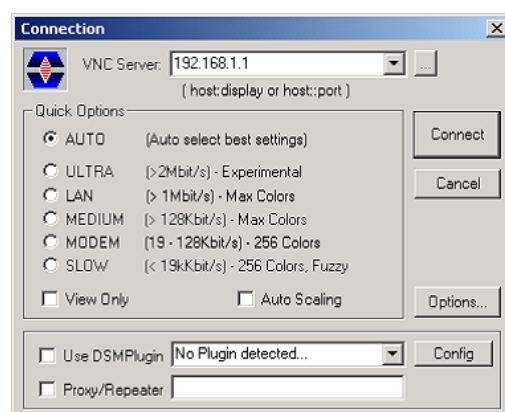 Connection
VNC Server: 192.168.1.1 ...
( host:display or host::port )
Quick Options
AUTO (Auto select best settings)
Connect
ULTRA (>2Mbit/s) - Experimental
Cancel
LAN (> 1Mbit/s) - Max Colors
MEDIUM (> 128Kbit/s) - Max Colors
MODEM (19 - 128Kbit/s) - 256 Colors
SLOW (< 19kKbit/s) - 256 Colors, Fuzzy
View Only Auto Scaling
Options...
Use DSMPlugin No Plugin detected... Config
Proxy/Repeater